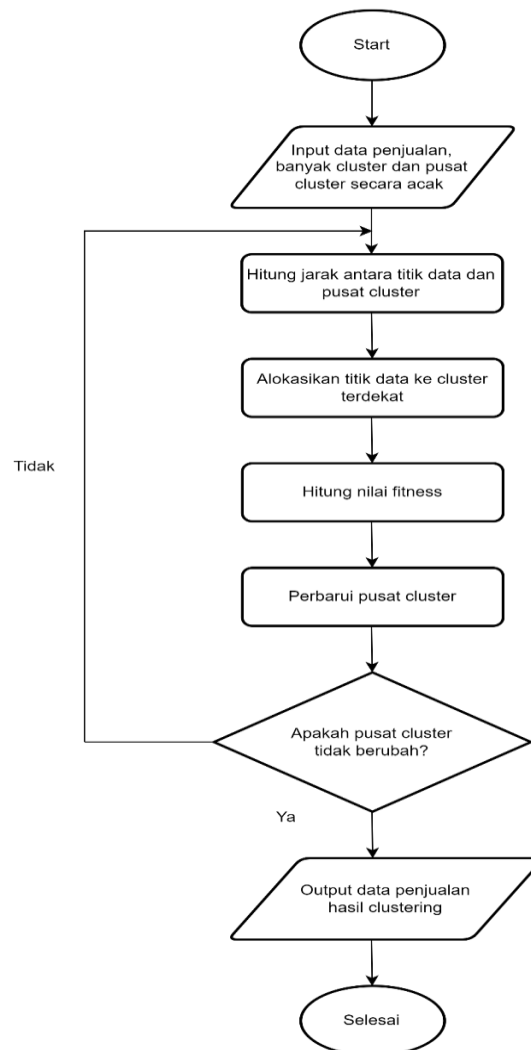 Start
Input data penjualan,
banyak cluster dan pusat
cluster secara acak
Hitung jarak antara titik data dan
pusat cluster
Alokasikan titik data ke cluster
terdekat
Tidak
Hitung nilai fitness
Perbarui pusat cluster
Apakah pusat cluster
tidak berubah?
Ya
Output data penjualan
hasil clustering
Selesai